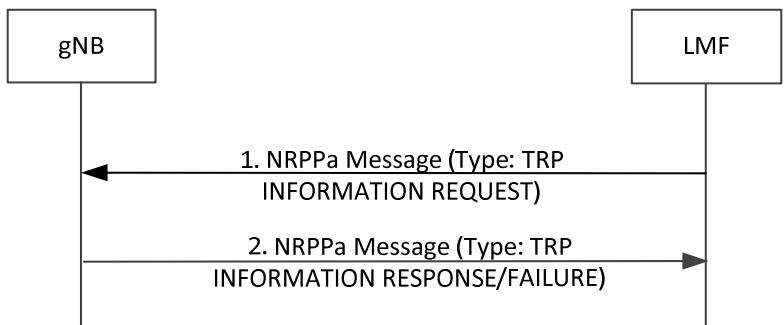 gNB
LMF
1. NRPPa Message (Type: TRP
INFORMATION REQUEST)
2. NRPPa Message (Type: TRP
INFORMATION RESPONSE/FAILURE)